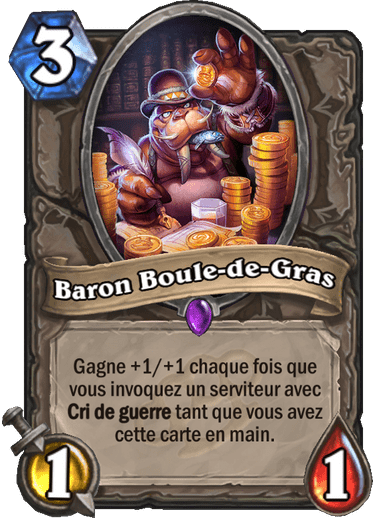 3
Baron Boule-de-Gras
Gagne +1/+1 chaque fois que
vous invoquez un serviteur avec
Cri de guerre tant que vous avez
cette carte en main.
1
1